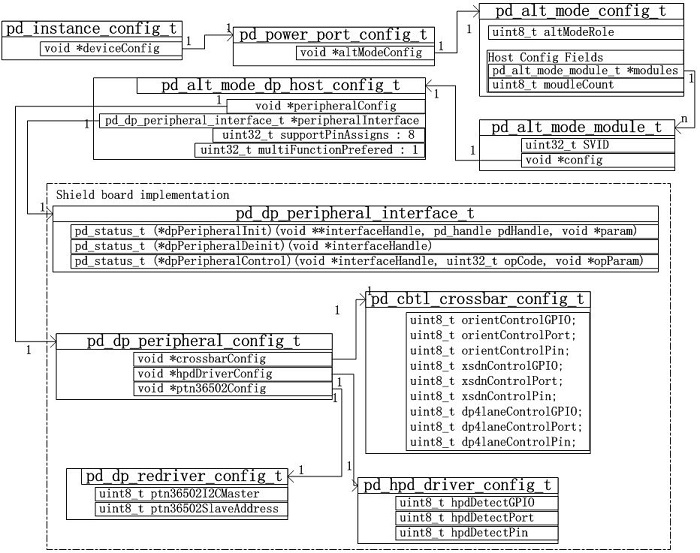 pd_instance_config_t
void *deviceConfig
1
1
pd_power_port_config_t
void *altModeConfig
1
1
pd_alt_mode_config_t
uint8_t altModeRole
Host Config Fields
pd_alt_mode_module_t *modules
uint8_t moudleCount
1
n
pd_alt_mode_module_t
uint32_t SVID
void *config
1
1
pd_alt_mode_dp_host_config_t
void *peripheralConfig
pd_dp_peripheral_interface_t *peripheralInterface
uint32_t supportPinAssigns : 8
uint32_t multiFunctionPrefered : 1
1
1
Shield board implementation
1
pd_dp_peripheral_interface_t
pd_status_t (*dpPeripheralInit)(void **interfaceHandle, pd_handle pdHandle, void *param)
pd_status_t (*dpPeripheralDeinit)(void *interfaceHandle)
pd_status_t (*dpPeripheralControl)(void *interfaceHandle, uint32_t opCode, void *opParam)
1
pd_dp_peripheral_config_t
void *crossbarConfig
void *hpdDriverConfig
void *ptn36502Config
1
1
1
1
pd_cbtl_crossbar_config_t
uint8_t orientControlGPIO;
uint8_t orientControlPort;
uint8_t orientControlPin;
uint8_t xsdnControlGPIO;
uint8_t xsdnControlPort;
uint8_t xsdnControlPin;
uint8_t dp4laneControlGPIO;
uint8_t dp4laneControlPort;
uint8_t dp4laneControlPin;
pd_dp_redriver_config_t
uint8_t ptn36502I2CMaster
uint8_t ptn36502SlaveAddress
1
1
pd_hpd_driver_config_t
uint8_t hpdDetectGPIO
uint8_t hpdDetectPort
uint8_t hpdDetectPin